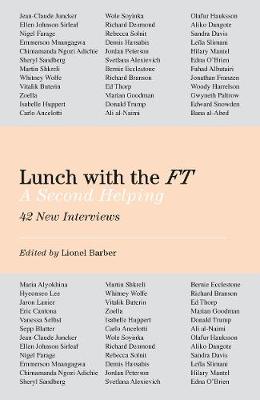 Jean-Claude Juncker
Ellen Johnson Sirleaf
Nigel Farage
Emmerson Mnangagwa
Chimamanda Ngozi Adichie
Sheryl Sandberg
Martin Shkreli
Whitney Wolfe
Vitalik Buterin
Zoella
Isabelle Huppert
Carlo Ancelotti
Wole Soyinka
Richard Desmond
Rebecca Solnit
Demis Hassabis
Jordan Peterson
Svetlana Alexievich
Bernie Ecclestone
Richard Branson
Ed Thorp
Marian Goodman
Donald Trump
Ali al-Naimi
Olafur Hauksson
Aliko Dangote
Sandra Davis
Leïla Slimani
Hilary Mantel
Edna O'Brien
Fahad Albutairi
Jonathan Franzen
Woody Harrelson
Gwyneth Paltrow
Edward Snowden
Bana al-Abed
Lunch with the FT
A Second Helping
42 New Interviews
Edited by Lionel Barber
Maria Alyokhina
Hyeonseo Lee
Jaron Lanier
Eric Cantona
Vanessa Selbst
Sepp Blatter
Jean-Claude Juncker
Ellen Johnson Sirleaf
Nigel Farage
Emmerson Mnangagwa
Chimamanda Ngozi Adichie
Sheryl Sandberg
Martin Shkreli
Whitney Wolfe
Vitalik Buterin
Zoella
Isabelle Huppert
Carlo Ancelotti
Wole Soyinka
Richard Desmond
Rebecca Solnit
Demis Hassabis
Jordan Peterson
Svetlana Alexievich
Bernie Ecclestone
Richard Branson
Ed Thorp
Marian Goodman
Donald Trump
Ali al-Naimi
Olafur Hauksson
Aliko Dangote
Sandra Davis
Leïla Slimani
Hilary Mantel
Edna O'Brien